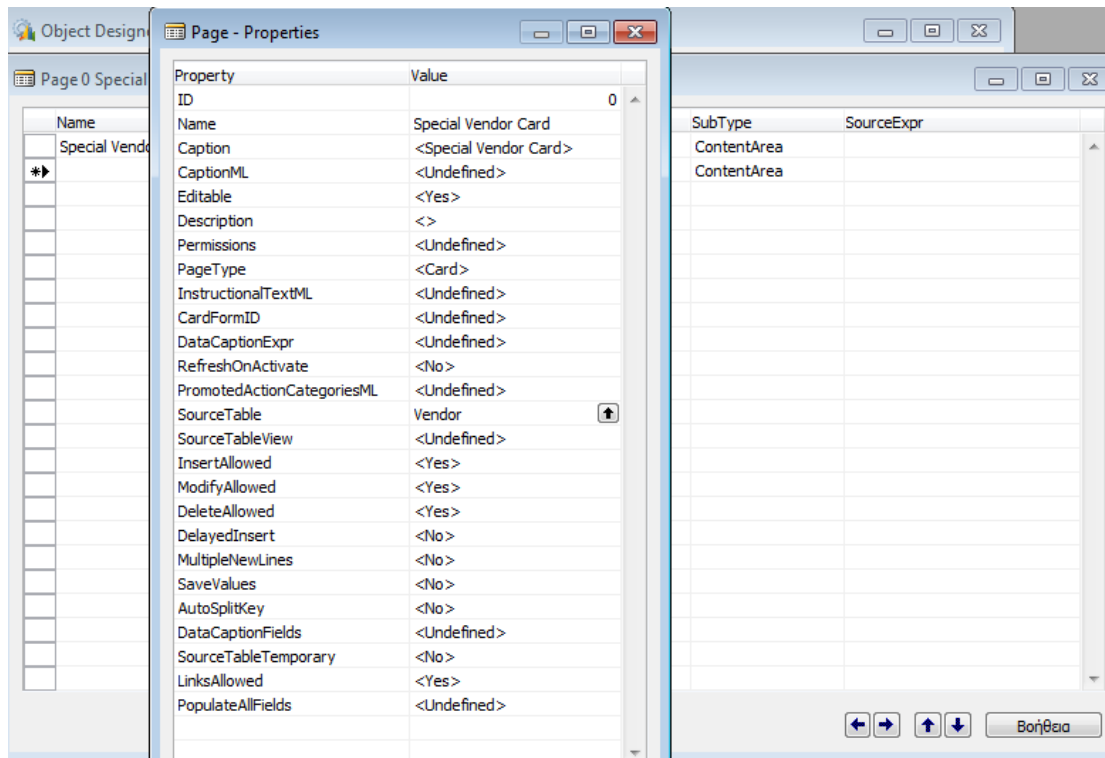 Object Designe
Page - Properties
Page 0 Special
Property Value
ID 0
Name Special Vendor Card
Caption <Special Vendor Card>
CaptionML <Undefined>
Editable <Yes>
Description <>
Permissions <Undefined>
PageType <Card>
InstructionalTextML <Undefined>
CardFormID <Undefined>
DataCaptionExpr <Undefined>
RefreshOnActivate <No>
PromotedActionCategoriesML <Undefined>
SourceTable Vendor
SourceTableView <Undefined>
InsertAllowed <Yes>
ModifyAllowed <Yes>
DeleteAllowed <Yes>
DelayedInsert <No>
MultipleNewLines <No>
SaveValues <No>
AutoSplitKey <No>
DataCaptionFields <Undefined>
SourceTableTemporary <No>
LinksAllowed <Yes>
PopulateAllFields <Undefined>
Name SubType SourceExpr
Special Vendo ContentArea
ContentArea
Βοήθεια